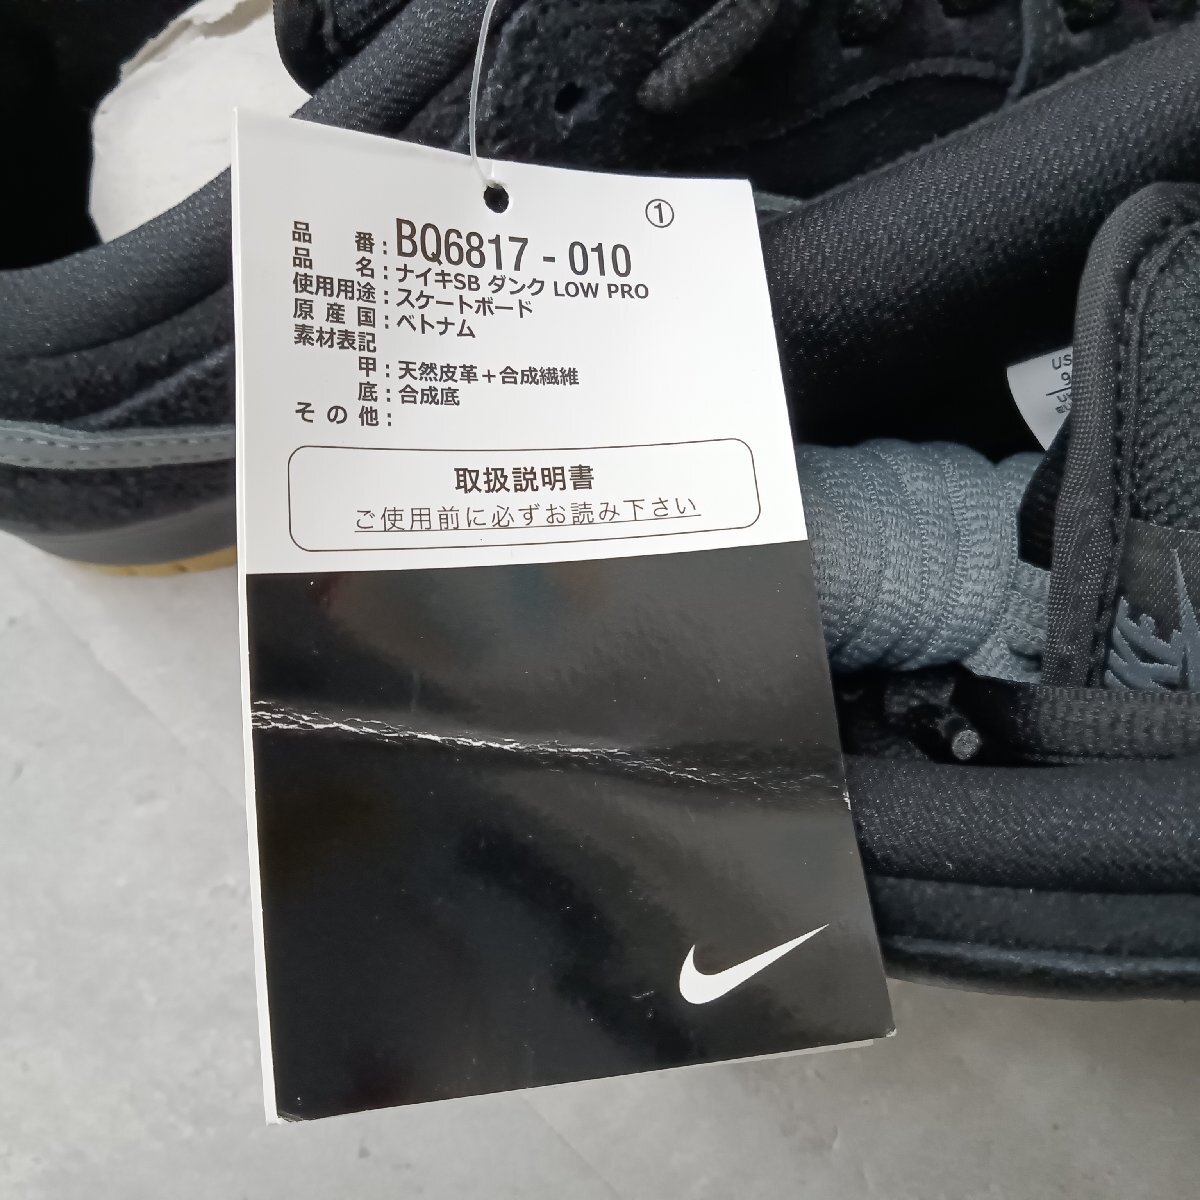 ①
品　番：BQ6817 - 010
品　名：ナイキSB ダンク LOW PRO
使用用途：スケートボード
原産国：ベトナム
素材表記
甲：天然皮革＋合成繊維
底：合成底
その他：
取扱説明書
ご使用前に必ずお読み下さい
US